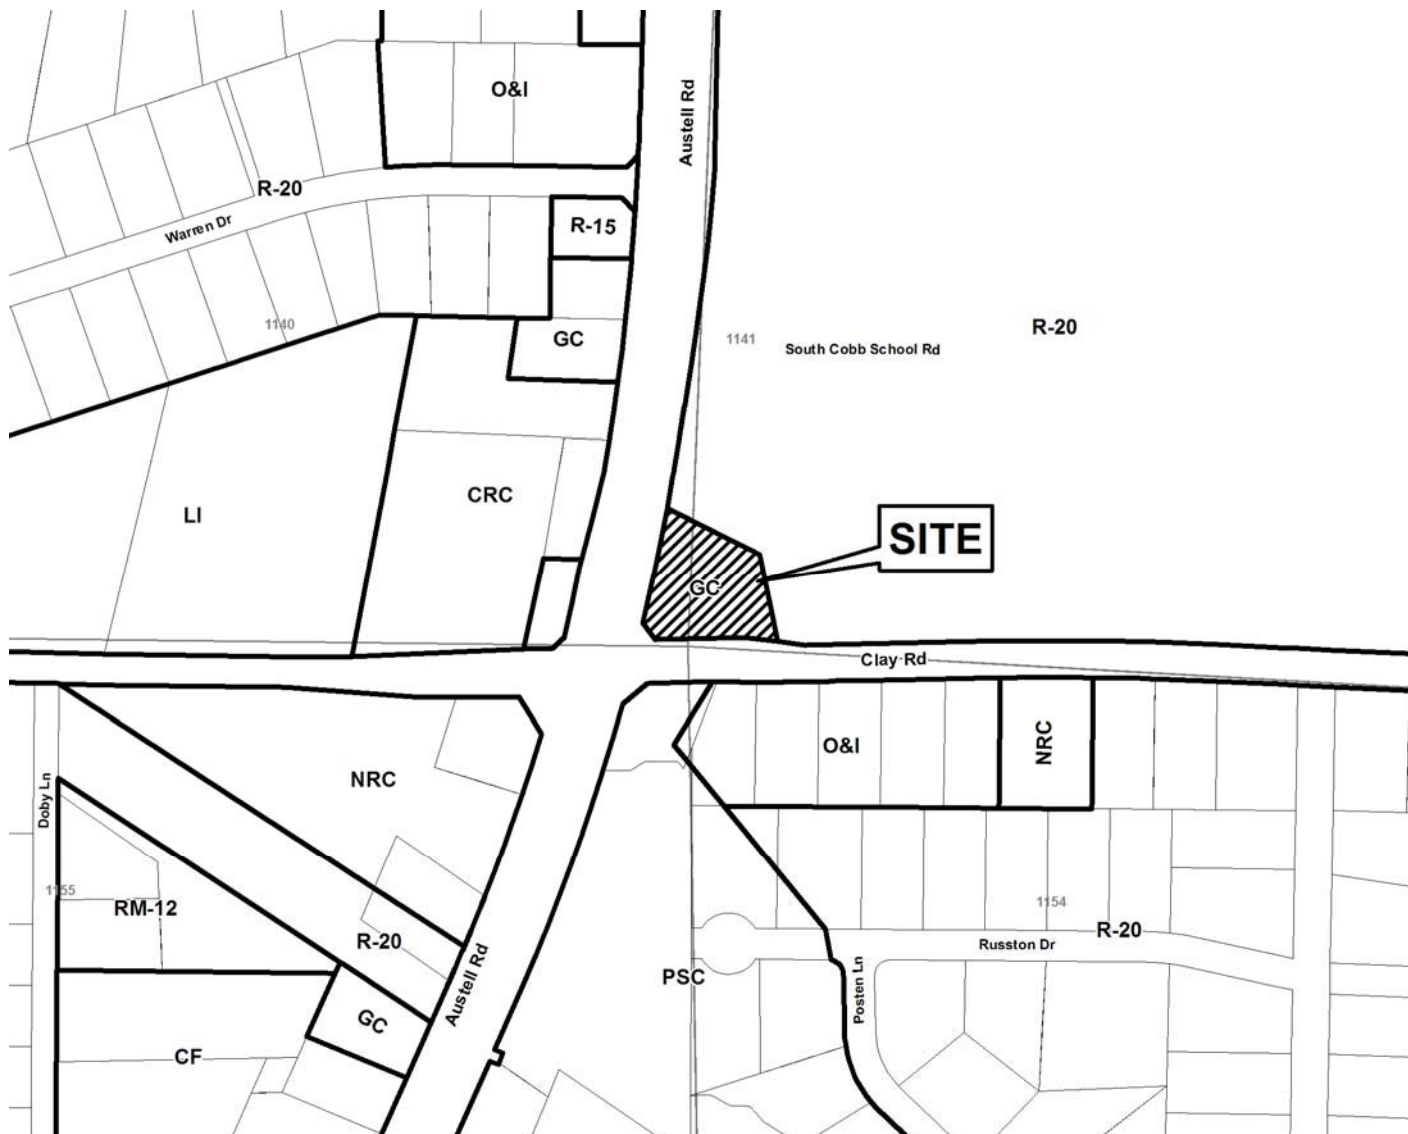 O&I
Austell Rd
R-20
Warren Dr
R-15
1140
GC
1141
South Cobb School Rd
R-20
CRC
LI
SITE
GC
Clay Rd
O&I
NRC
NRC
Doby Ln
1155
RM-12
R-20
1154
R-20
Russton Dr
Austell Rd
PSC
Posten Ln
GC
CF